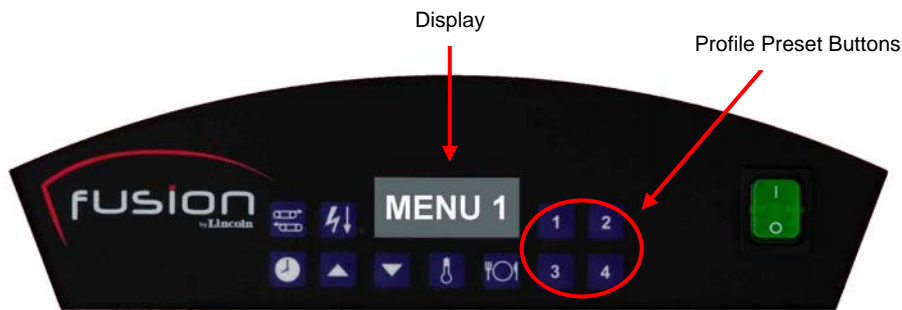 Display
Profile Preset Buttons
fusion
by Lincoln
MENU 1
1 2
3 4
I
O